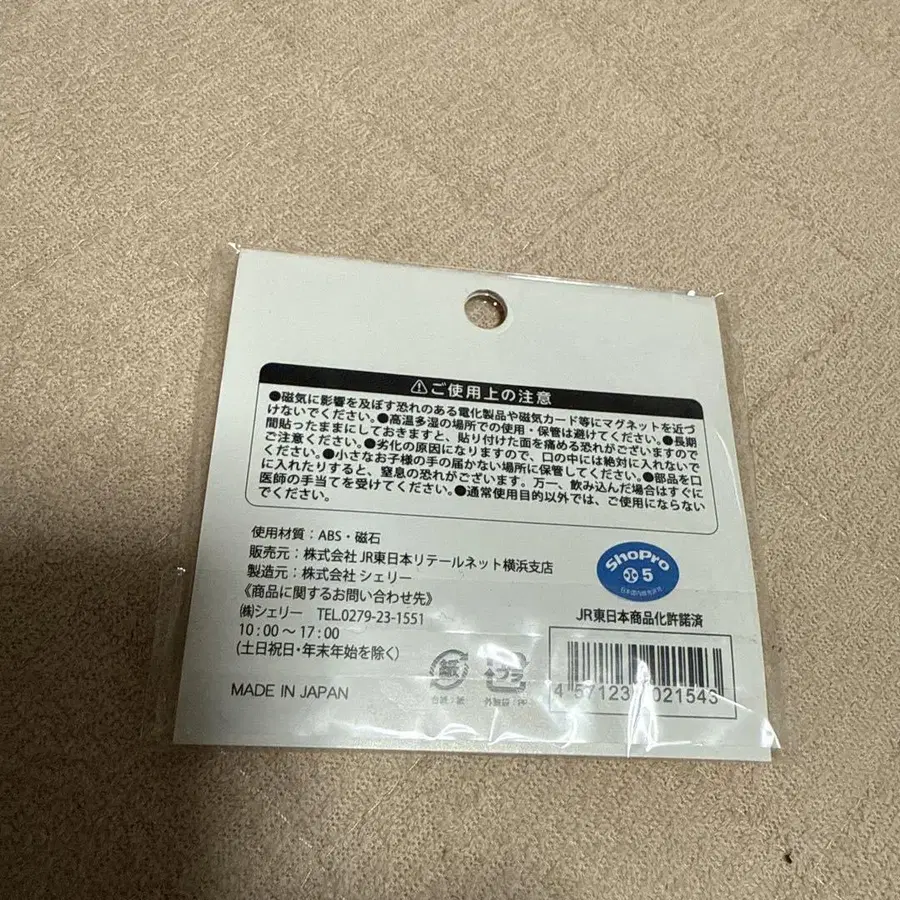 ⚠ご使用上の注意
●磁気に影響を及ぼす恐れのある電化製品や磁気カード等にマグネットを近づ
けないでください。●高温多湿の場所での使用・保管は避けてください。●長期
間貼ったままにしておきますと、貼り付けた面を痛める恐れがございますので
ご注意ください。●劣化の原因になりますので、口の中には絶対に入れないで
ください。●小さなお子様の手の届かない場所に保管してください。●部品を口
に入れたりすると、窒息の恐れがございます。万一、飲み込んだ場合はすぐに
医師の手当てを受けてください。●通常使用目的以外では、ご使用にならない
でください。
使用材質：ABS・磁石
販売元：株式会社 JR東日本リテールネット横浜支店
製造元：株式会社 シェリー
《商品に関するお問い合わせ先》
㈱シェリー TEL.0279-23-1551
10：00～17：00
(土日祝日・年末年始を除く)
MADE IN JAPAN
ShoPro
5
JR東日本商品化許諾済
紙
台紙：紙
プラ
4 57123 021543